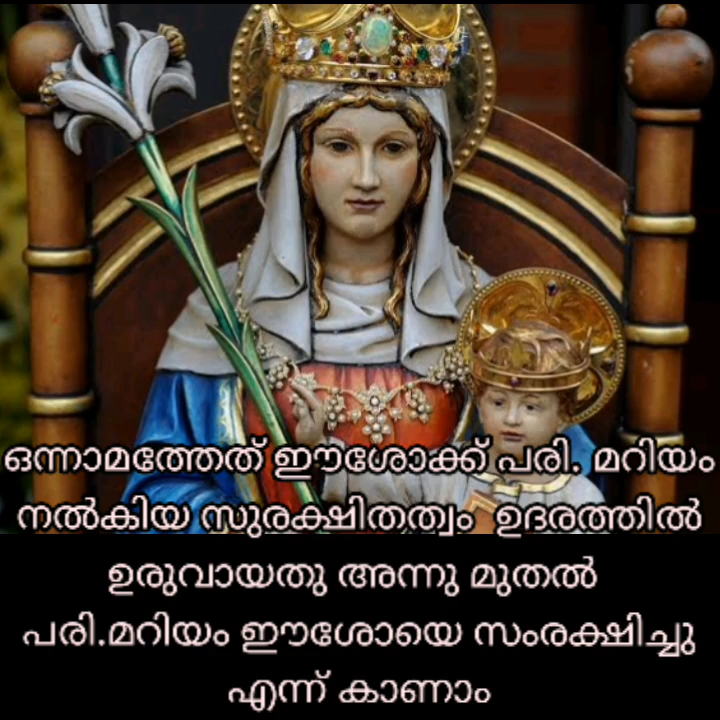 ഒന്നാമത്തേത് ഈശോക്ക് പരി. മറിയം
നൽകിയ സുരക്ഷിതത്വം ഉദരത്തിൽ
ഉരുവായതു അന്നു മുതൽ
പരി.മറിയം ഈശോയെ സംരക്ഷിച്ചു
എന്ന് കാണാം